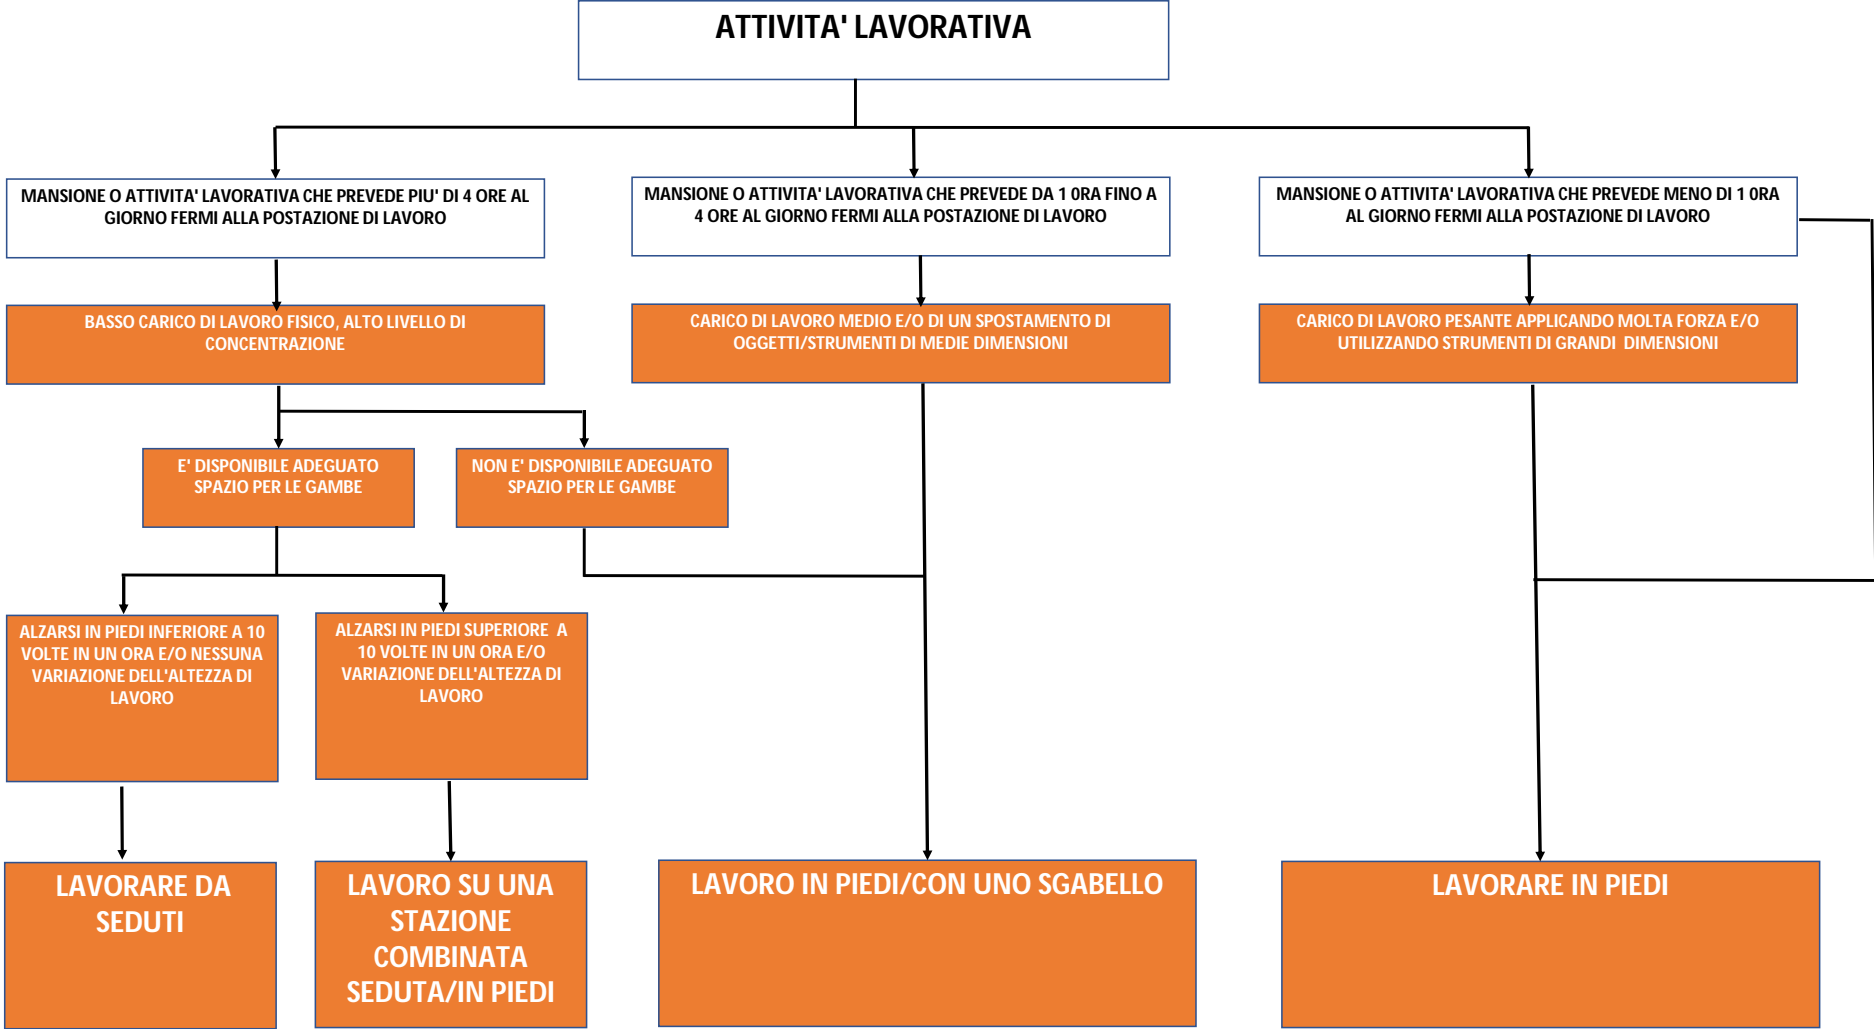 ATTIVITA' LAVORATIVA
MANSIONE O ATTIVITA' LAVORATIVA CHE PREVEDE PIU' DI 4 ORE AL
GIORNO FERMI ALLA POSTAZIONE DI LAVORO
MANSIONE O ATTIVITA' LAVORATIVA CHE PREVEDE DA 1 0RA FINO A
4 ORE AL GIORNO FERMI ALLA POSTAZIONE DI LAVORO
MANSIONE O ATTIVITA' LAVORATIVA CHE PREVEDE MENO DI 1 0RA
AL GIORNO FERMI ALLA POSTAZIONE DI LAVORO
BASSO CARICO DI LAVORO FISICO, ALTO LIVELLO DI
CONCENTRAZIONE
CARICO DI LAVORO MEDIO E/O DI UN SPOSTAMENTO DI
OGGETTI/STRUMENTI DI MEDIE DIMENSIONI
CARICO DI LAVORO PESANTE APPLICANDO MOLTA FORZA E/O
UTILIZZANDO STRUMENTI DI GRANDI DIMENSIONI
E' DISPONIBILE ADEGUATO
SPAZIO PER LE GAMBE
NON E' DISPONIBILE ADEGUATO
SPAZIO PER LE GAMBE
ALZARSI IN PIEDI INFERIORE A 10
VOLTE IN UN ORA E/O NESSUNA
VARIAZIONE DELL'ALTEZZA DI
LAVORO
ALZARSI IN PIEDI SUPERIORE A
10 VOLTE IN UN ORA E/O
VARIAZIONE DELL'ALTEZZA DI
LAVORO
LAVORARE DA
SEDUTI
LAVORO SU UNA
STAZIONE
COMBINATA
SEDUTA/IN PIEDI
LAVORO IN PIEDI/CON UNO SGABELLO
LAVORARE IN PIEDI